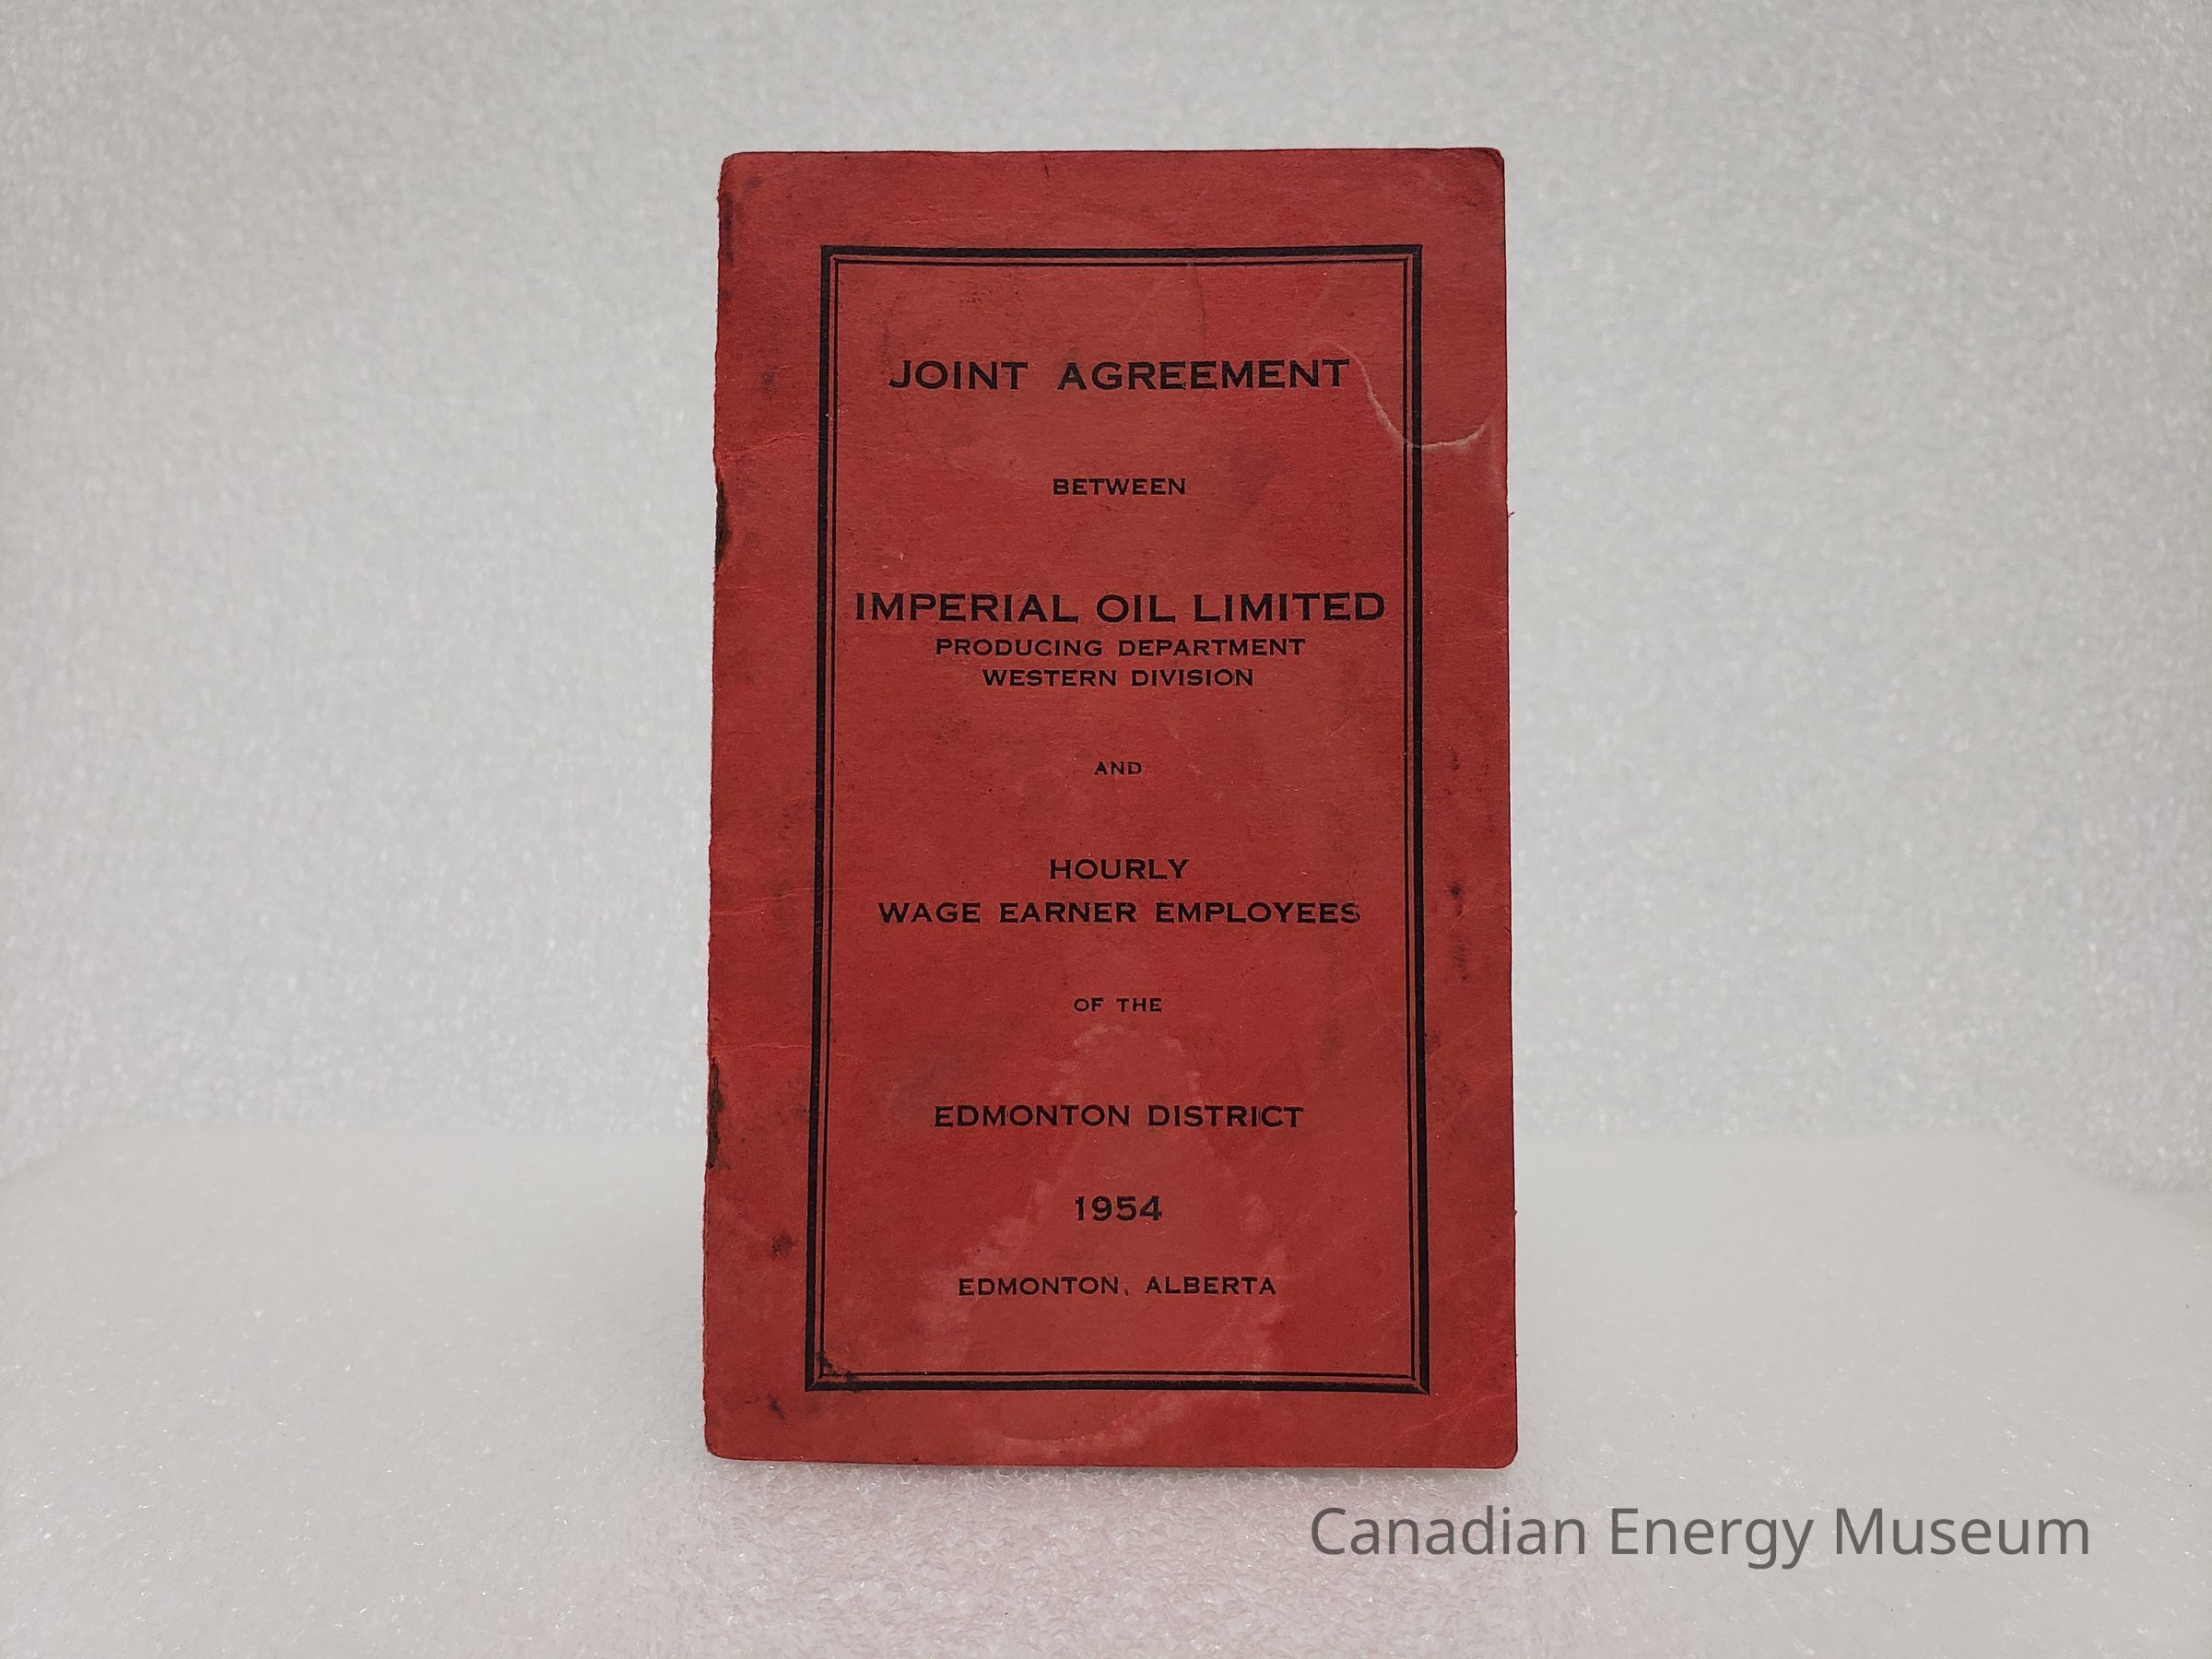 JOINT AGREEMENT
BETWEEN
IMPERIAL OIL LIMITED
PRODUCING DEPARTMENT
WESTERN DIVISION
AND
HOURLY
WAGE EARNER EMPLOYEES
OF THE
EDMONTON DISTRICT
1954
EDMONTON, ALBERTA
Canadian Energy Museum